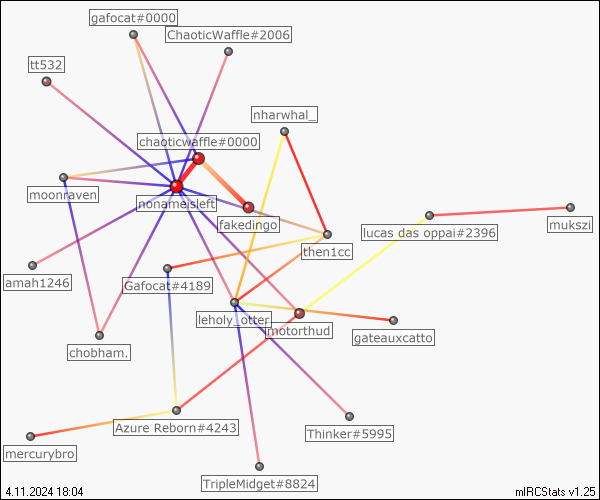 gafocat#0000
ChaoticWaffle#2006
tt532
nharwhal_
chaoticwaffle#0000
moonraven
nonameisleft
fakedingo
lucas das oppai#2396
mukszi
then1cc
amah1246
Gafocat#4189
leholy_otter
motorthud
gateauxcatto
chobham.
Azure Reborn#4243
Thinker#5995
mercurybro
TripleMidget#8824
4.11.2024 18:04
mIRCStats v1.25